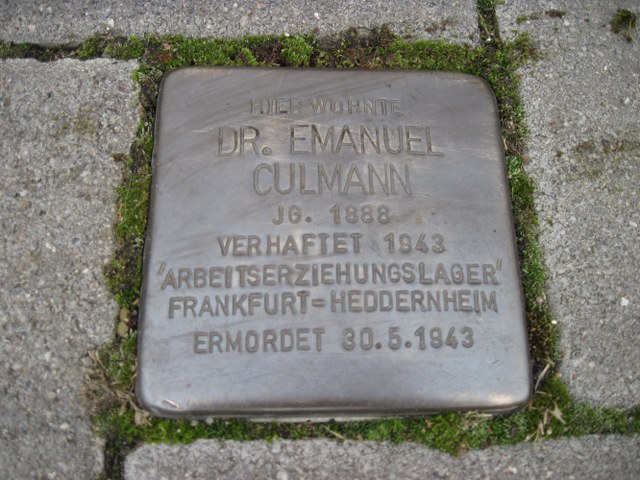 HIER WOHNTE
DR. EMANUEL
CULMANN
JG. 1888
VERHAFTET 1943
'ARBEITSERZIEHUNGSLAGER'
FRANKFURT-HEDDERNHEIM
ERMORDET 30.5.1943